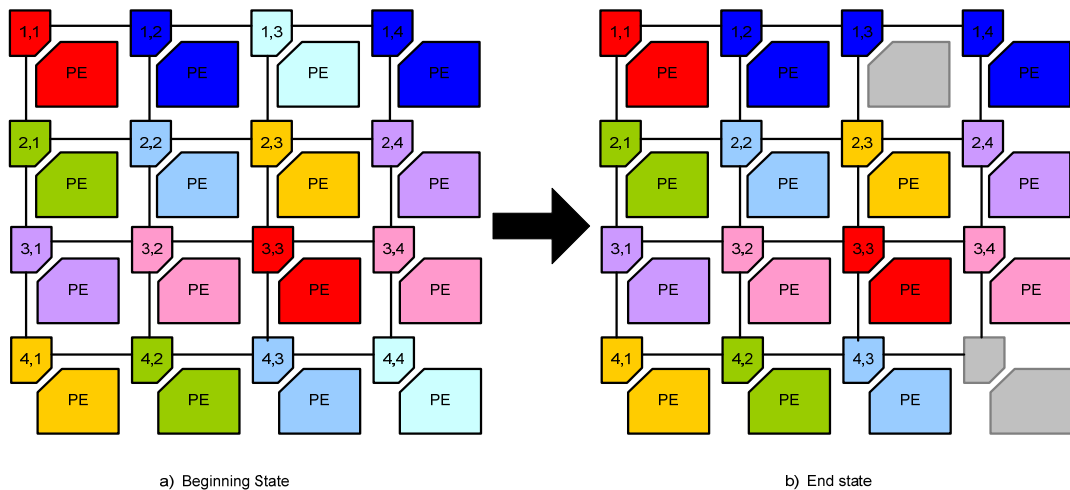 1,1 1,2 1,3 1,4 1,1 1,2 1,3 1,4
PE PE PE PE PE PE PE
2,1 2,2 2,3 2,4 2,1 2,2 2,3 2,4
PE PE PE PE PE PE PE PE
3,1 3,2 3,3 3,4 3,1 3,2 3,3 3,4
PE PE PE PE PE PE PE PE
4,1 4,2 4,3 4,4 4,1 4,2 4,3
PE PE PE PE PE PE PE
a) Beginning State b) End state